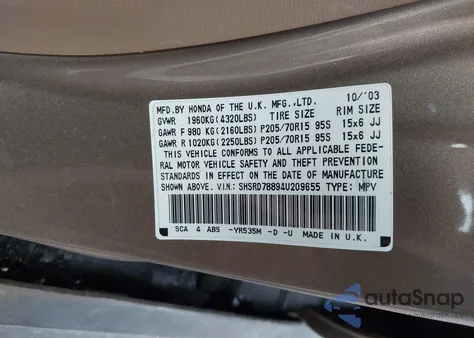 MFD.BY HONDA OF THE U.K. MFG.,LTD. 10/'03
GVWR 1960KG(4320LBS) TIRE SIZE RIM SIZE
GAWR F 980 KG(2160LBS) P205/70R15 95S 15x6 JJ
GAWR R 1020KG(2250LBS) P205/70R15 95S 15x6 JJ
THIS VEHICLE CONFORMS TO ALL APPLICABLE FEDE-
RAL MOTOR VEHICLE SAFETY AND THEFT PREVENTION
STANDARDS IN EFFECT ON THE DATE OF MANUFACTURE
SHOWN ABOVE. V.I.N: SHSRD78894U209655 TYPE: MPV
SCA 4 AB5 -YR535M -D -U MADE IN U.K.
autoSnap